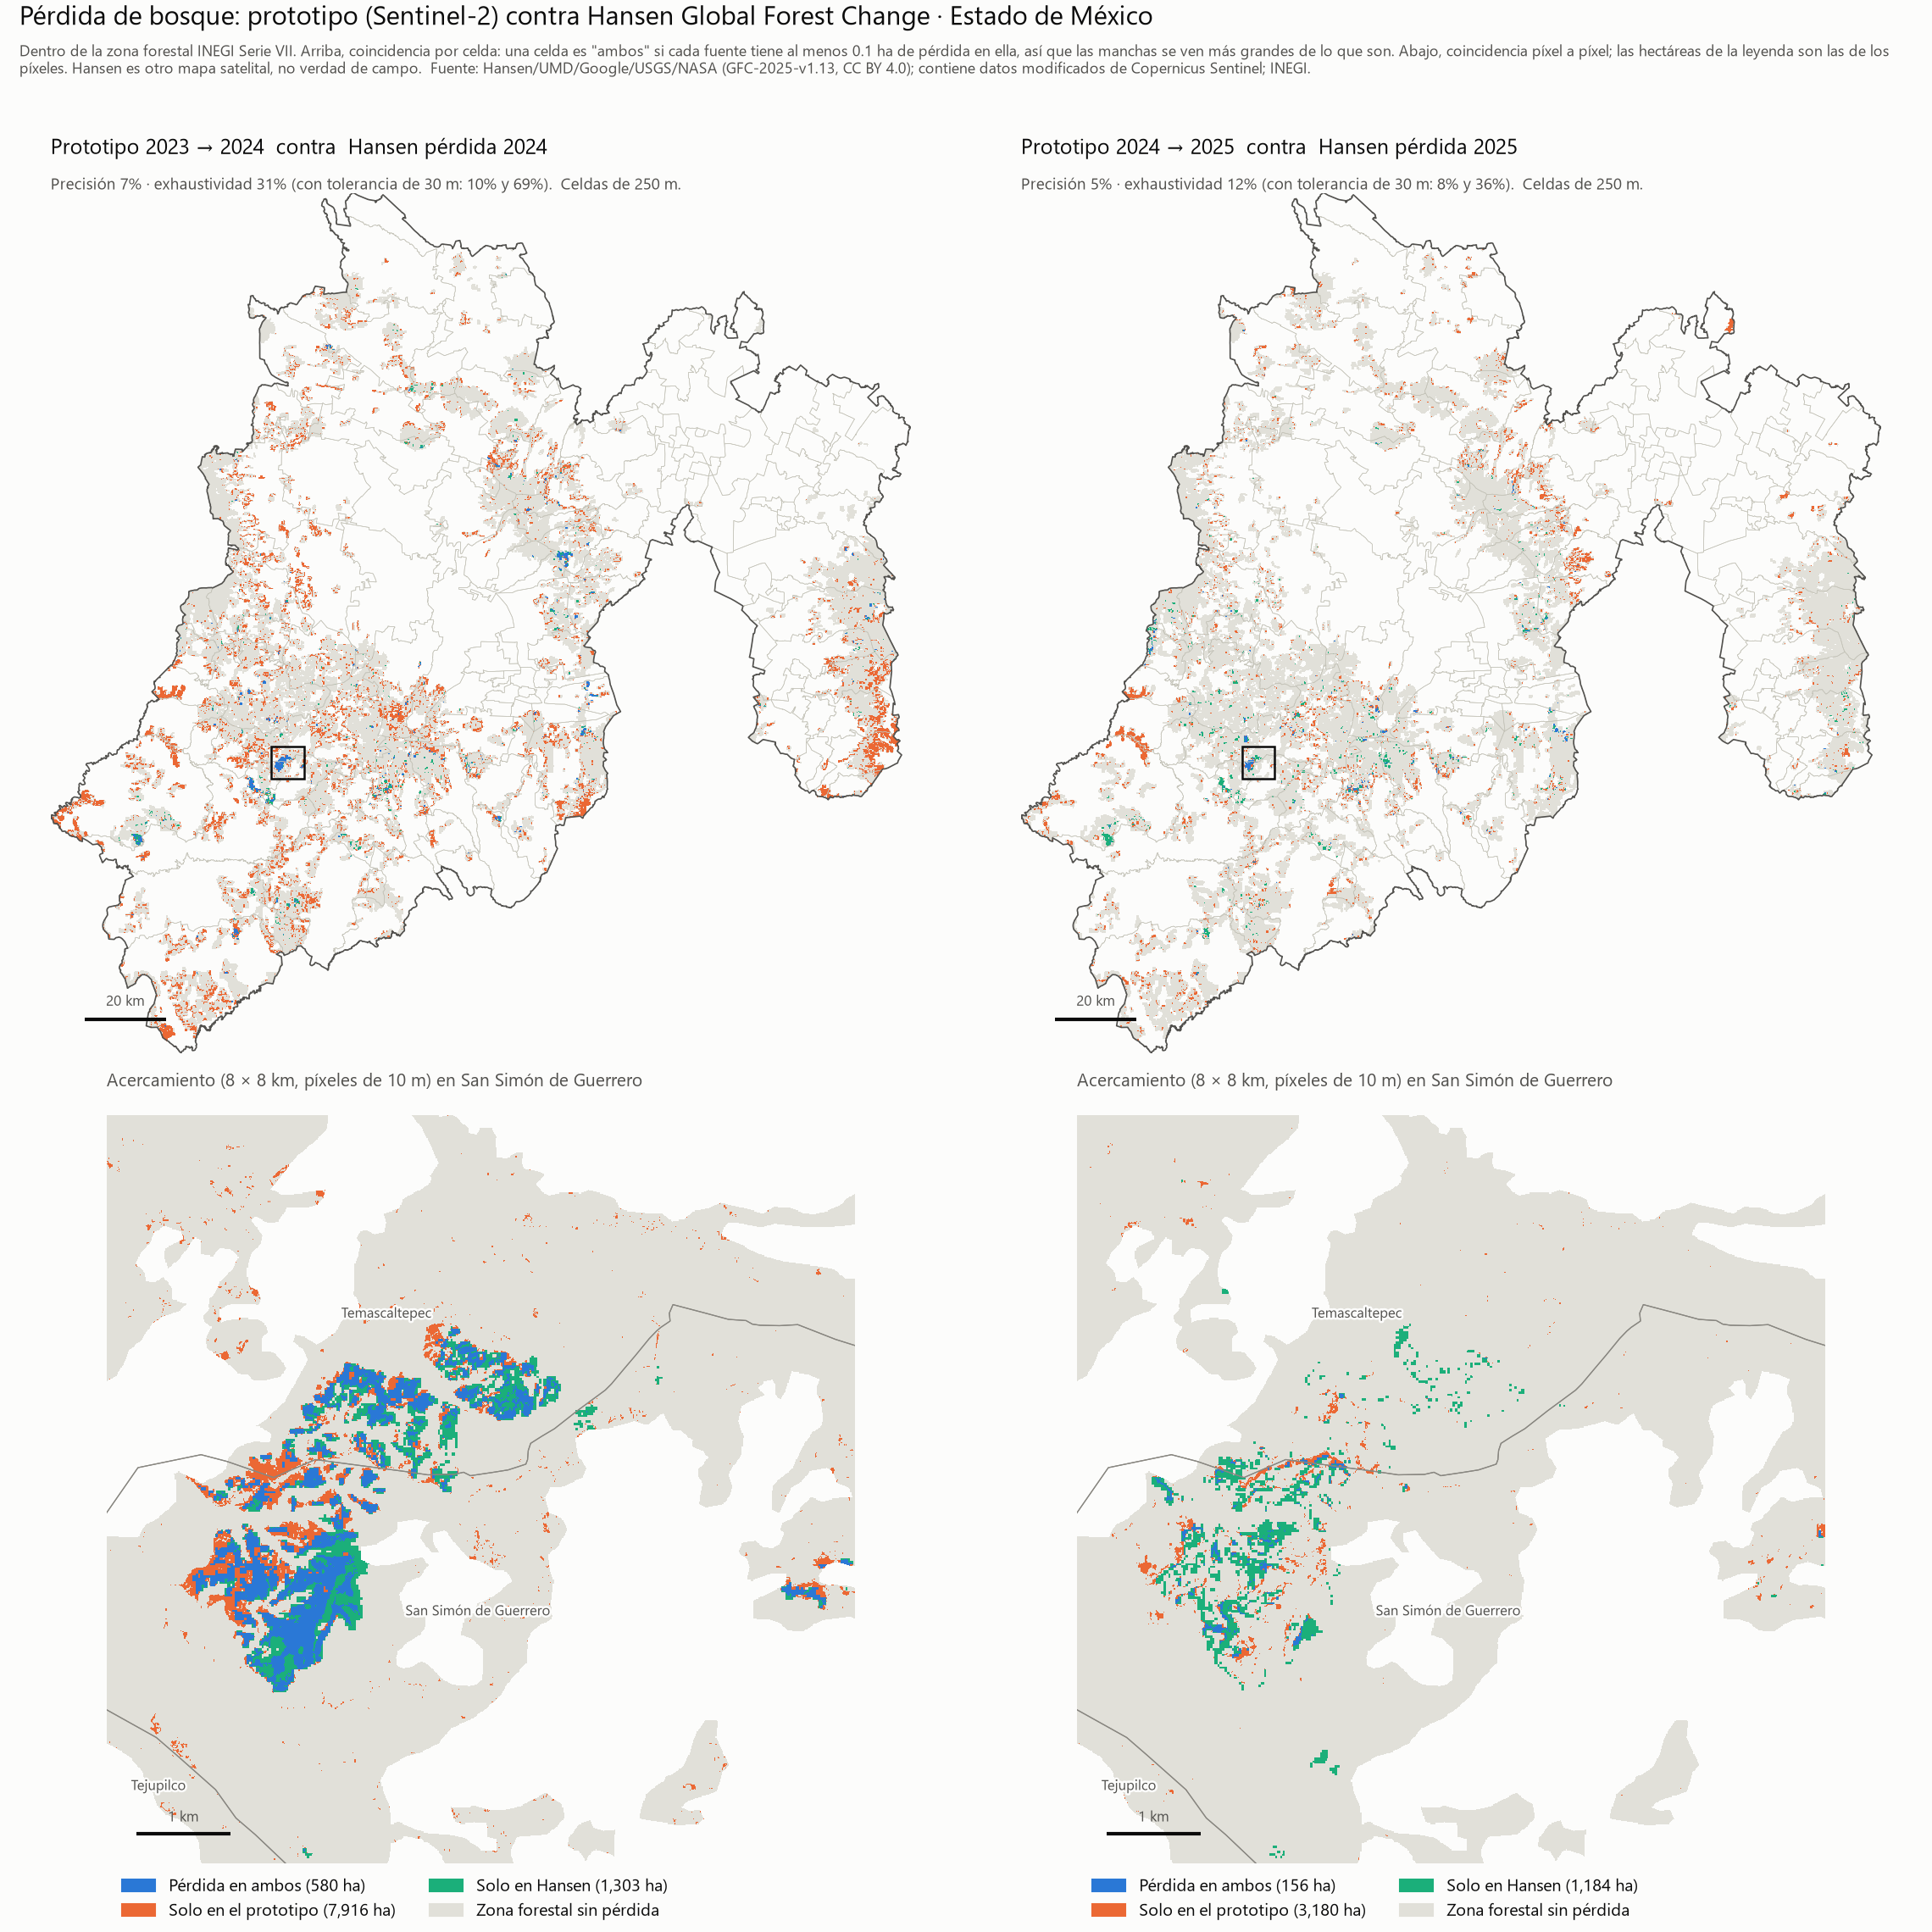 Pérdida de bosque: prototipo (Sentinel-2) contra Hansen Global Forest Change · Estado de México
Dentro de la zona forestal INEGI Serie VII. Arriba, coincidencia por celda: una celda es "ambos" si cada fuente tiene al menos 0.1 ha de pérdida en ella, así que las manchas se ven más grandes de lo que son. Abajo, coincidencia píxel a píxel; las hectáreas de la leyenda son las de los
píxeles. Hansen es otro mapa satelital, no verdad de campo. Fuente: Hansen/UMD/Google/USGS/NASA (GFC-2025-v1.13, CC BY 4.0); contiene datos modificados de Copernicus Sentinel; INEGI.
Prototipo 2023 → 2024 contra Hansen pérdida 2024
Precisión 7% · exhaustividad 31% (con tolerancia de 30 m: 10% y 69%). Celdas de 250 m.
20 km
Acercamiento (8 × 8 km, píxeles de 10 m) en San Simón de Guerrero
Temascaltepec
San Simón de Guerrero
Tejupilco
1 km
Pérdida en ambos (580 ha)
Solo en el prototipo (7,916 ha)
Solo en Hansen (1,303 ha)
Zona forestal sin pérdida
Prototipo 2024 → 2025 contra Hansen pérdida 2025
Precisión 5% · exhaustividad 12% (con tolerancia de 30 m: 8% y 36%). Celdas de 250 m.
20 km
Acercamiento (8 × 8 km, píxeles de 10 m) en San Simón de Guerrero
Temascaltepec
San Simón de Guerrero
Tejupilco
1 km
Pérdida en ambos (156 ha)
Solo en el prototipo (3,180 ha)
Solo en Hansen (1,184 ha)
Zona forestal sin pérdida